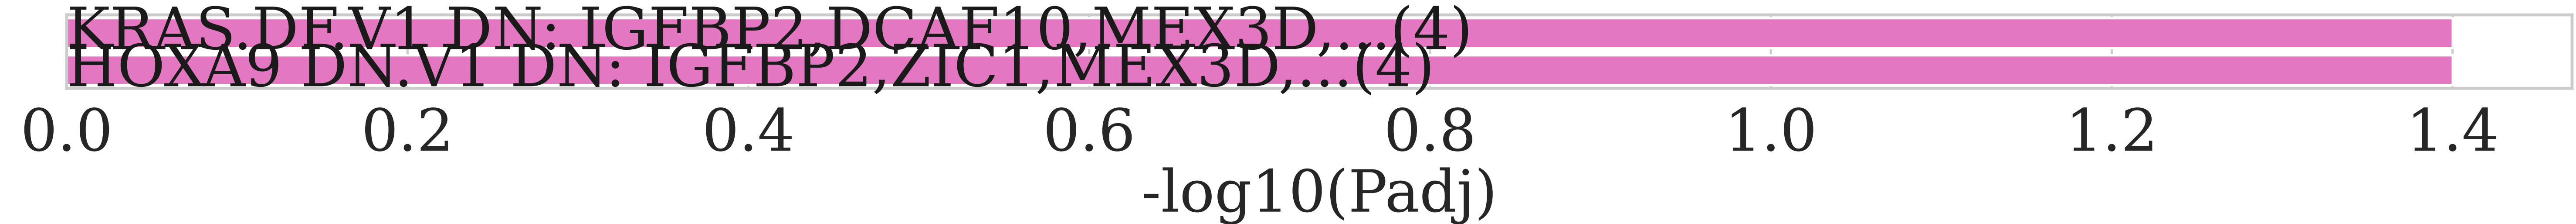 KRAS.DF.V1 DN: IGFBP2,DCAF10,MEX3D,...(4)
HOXA9 DN.V1 DN: IGFBP2,ZIC1,MEX3D,...(4)
0.0 0.2 0.4 0.6 0.8 1.0 1.2 1.4
-log10(Padj)